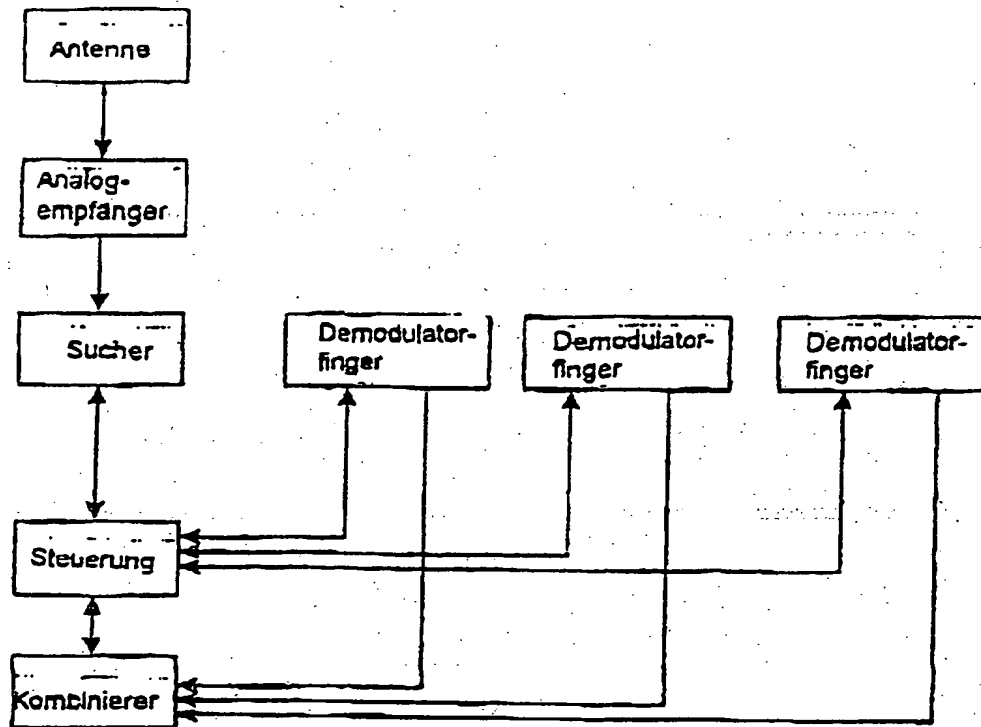 Antenne
Analog-
empfänger
Sucher
Demodulator-
finger
Demodulator-
finger
Demodulator-
finger
Steuerung
Kombinierer